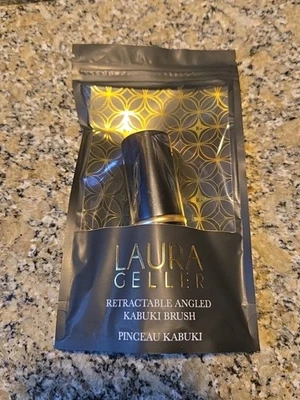 LAURA
GELLER
RETRACTABLE ANGLED
KABUKI BRUSH
PINCEAU KABUKI